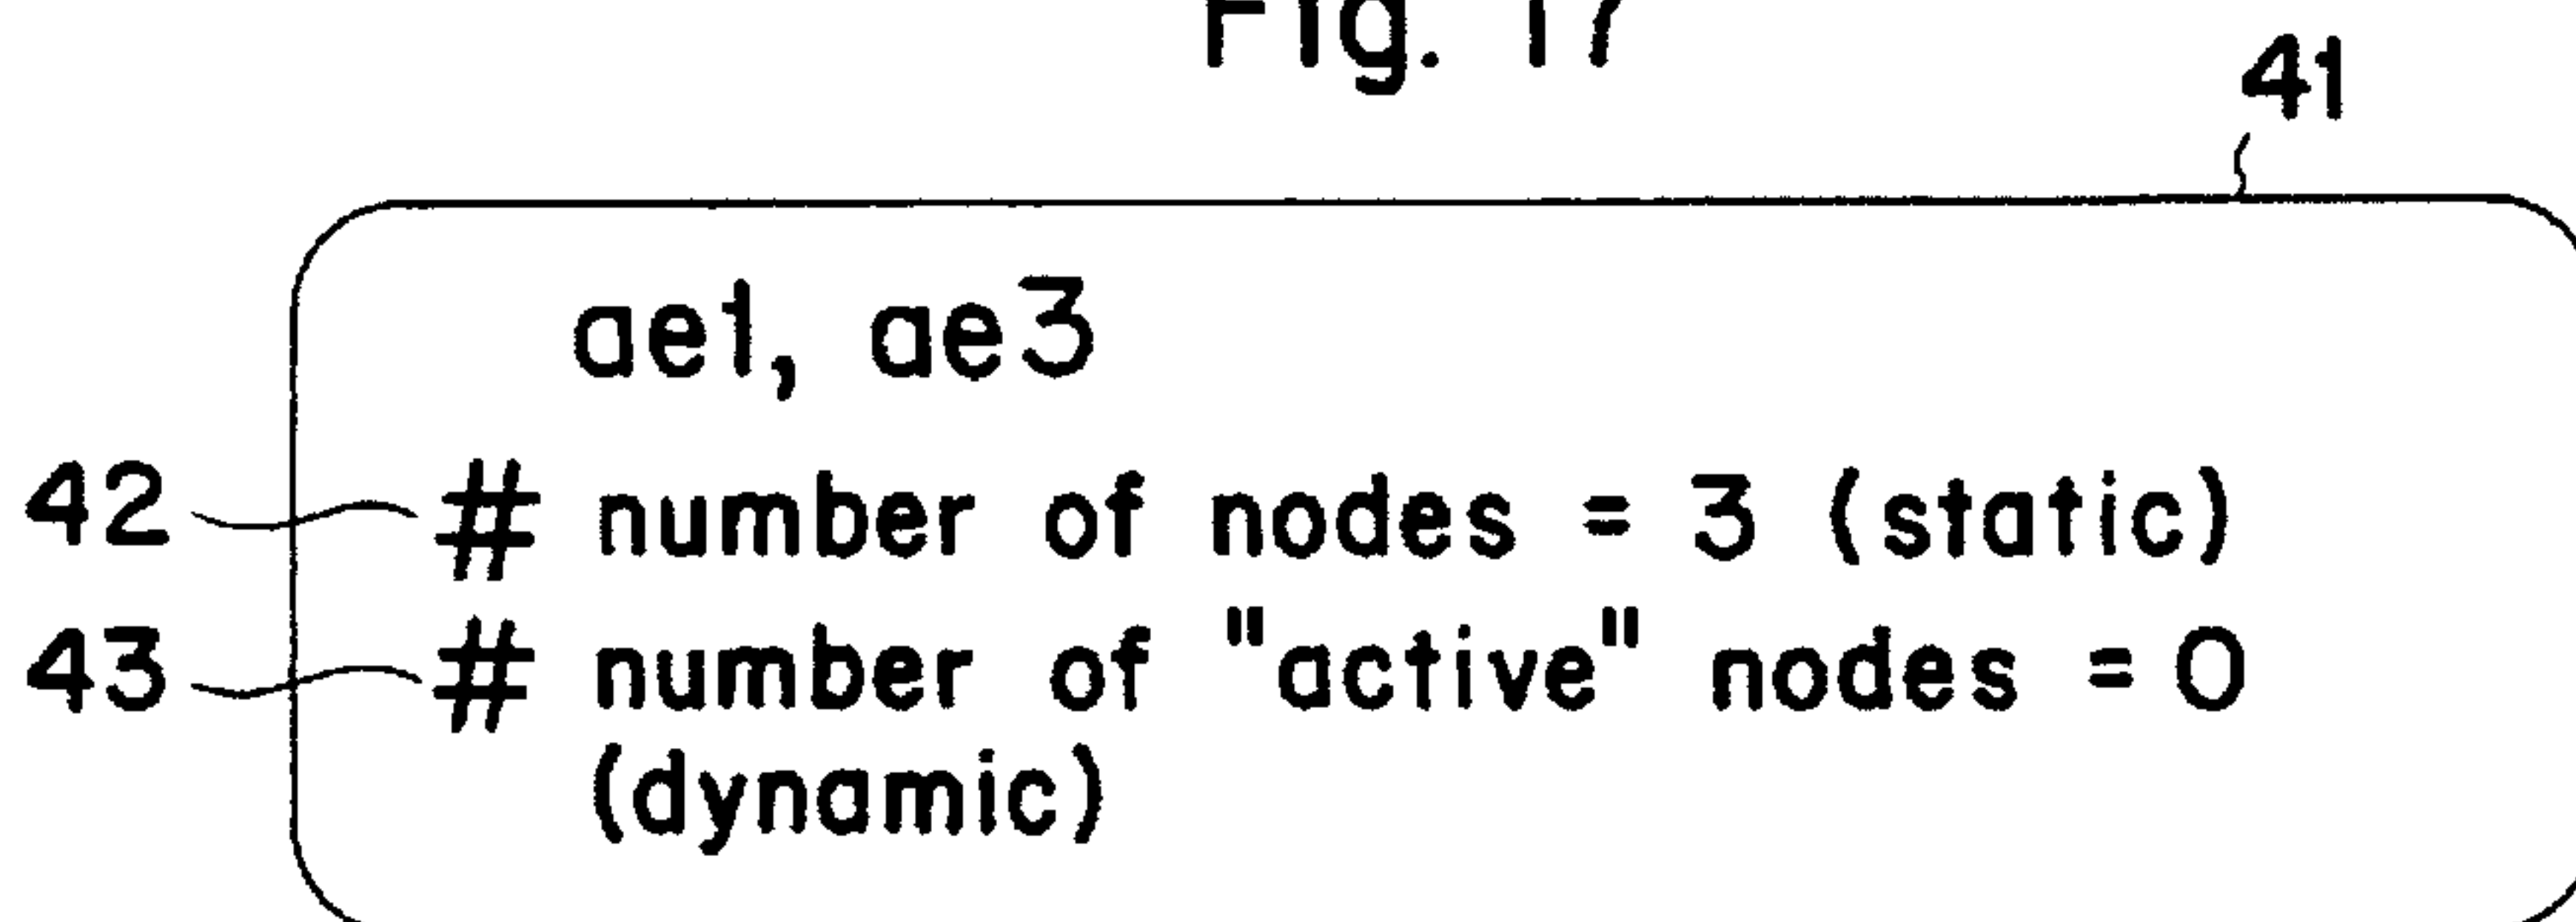 Fig. 17
41
ae1, ae3
42 # number of nodes = 3 (static)
43 # number of "active" nodes = 0
(dynamic)